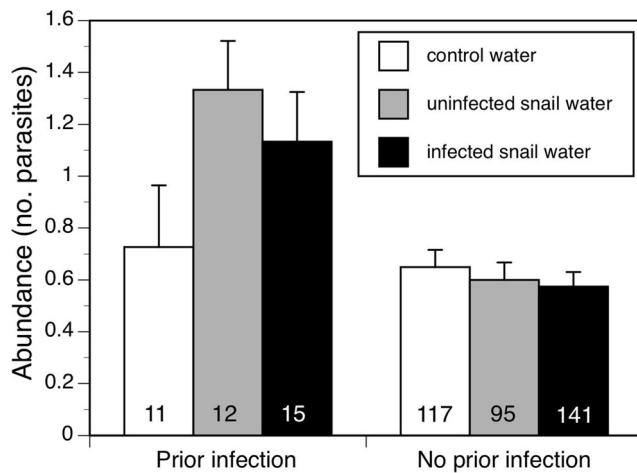 Abundance (no. parasites)
1.6
1.4
1.2
1
0.8
0.6
0.4
0.2
0
control water
uninfected snail water
infected snail water
11 12 15 117 95 141
Prior infection No prior infection